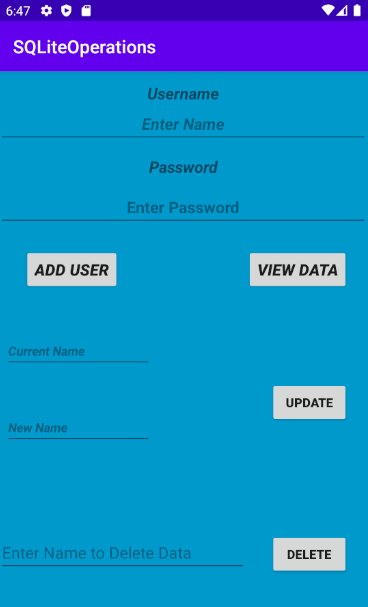 6:47
SQLiteOperations
Username
Enter Name
Password
Enter Password
ADD USER VIEW DATA
Current Name
UPDATE
New Name
Enter Name to Delete Data DELETE